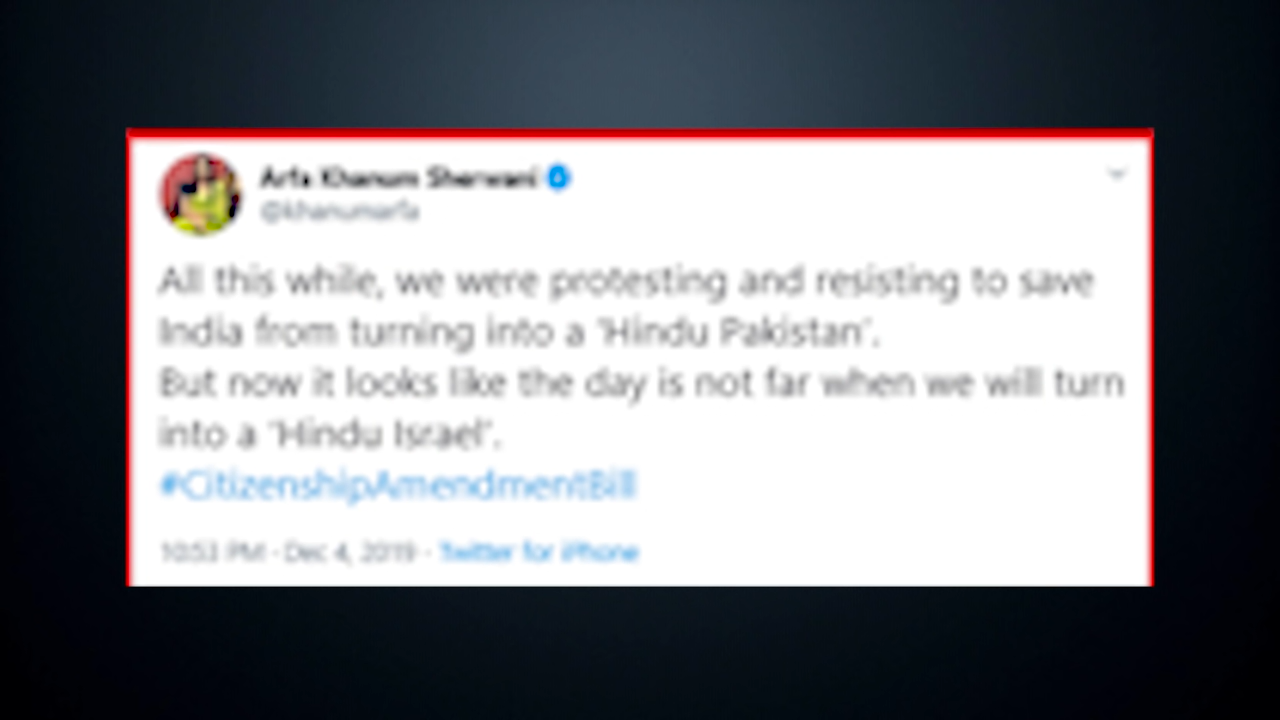 Arfa Khanum Sherwani
@khanumarfa
All this while, we were protesting and resisting to save
India from turning into a 'Hindu Pakistan'.
But now it looks like the day is not far when we will turn
into a 'Hindu Israel'.
#CitizenshipAmendmentBill
10:53 PM · Dec 4, 2019 · Twitter for iPhone